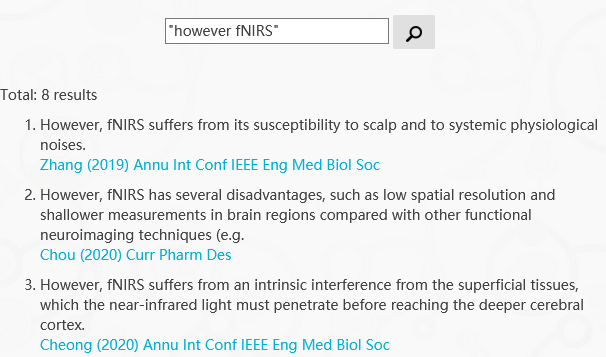 "however fNIRS"
Total: 8 results
1. However, fNIRS suffers from its susceptibility to scalp and to systemic physiological
noises.
Zhang (2019) Annu Int Conf IEEE Eng Med Biol Soc
2. However, fNIRS has several disadvantages, such as low spatial resolution and
shallower measurements in brain regions compared with other functional
neuroimaging techniques (e.g.
Chou (2020) Curr Pharm Des
3. However, fNIRS suffers from an intrinsic interference from the superficial tissues,
which the near-infrared light must penetrate before reaching the deeper cerebral
cortex.
Cheong (2020) Annu Int Conf IEEE Eng Med Biol Soc